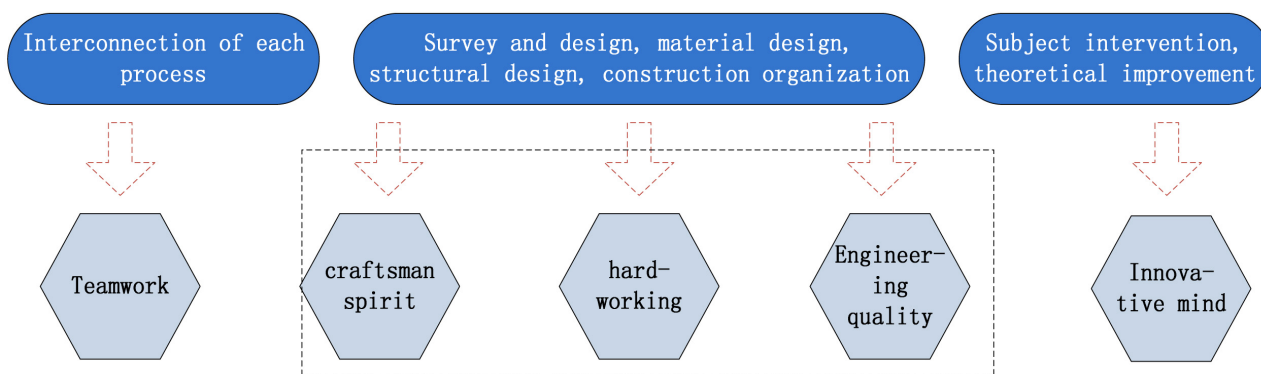 Interconnection of each
process
Survey and design, material design,
structural design, construction organization
Subject intervention,
theoretical improvement
Teamwork
craftsman
spirit
hard-
working
Engineer-
ing
quality
Innova-
tive mind